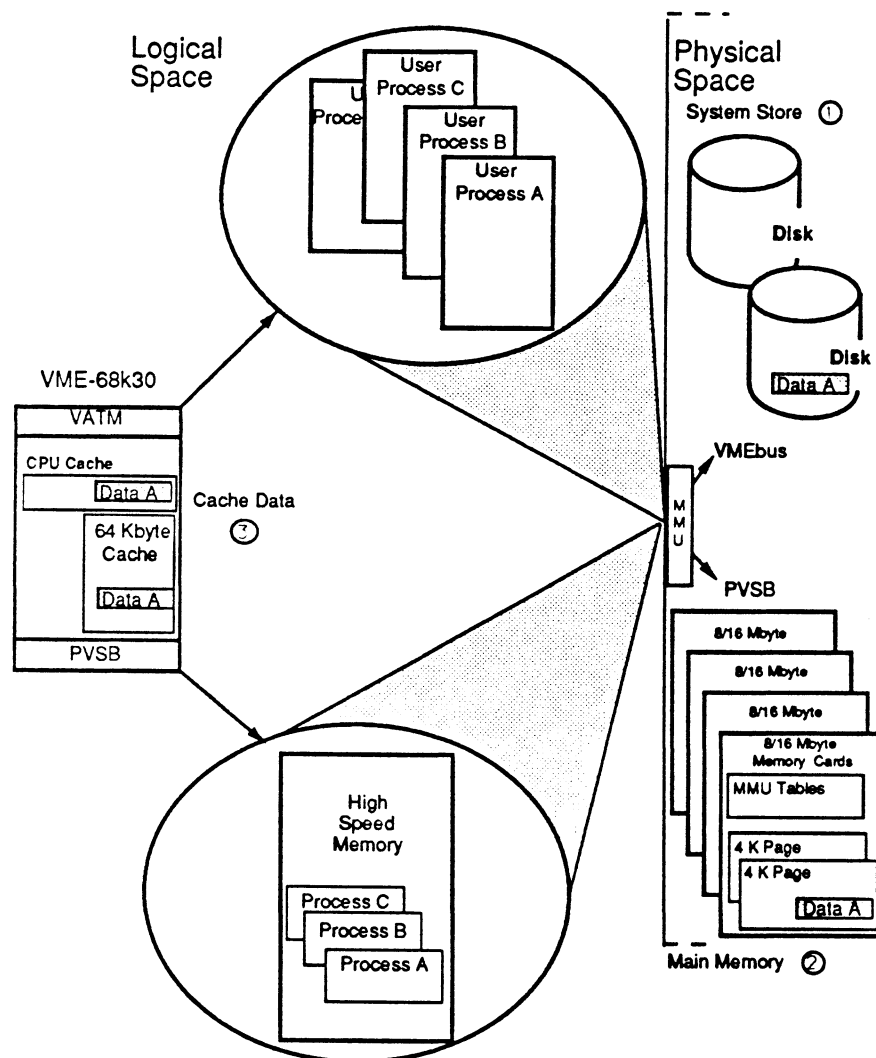 Logical
Space
User
Process C
U
Proce
User
Process B
User
Process A
Physical
Space
System Store ①
Disk
Disk
Data A
VME-68k30
VATM
CPU Cache
Data A
64 Kbyte
Cache
Data A
PVSB
Cache Data
③
M
M
U
VMEbus
PVSB
8/16 Mbyte
8/16 Mbyte
8/16 Mbyte
8/16 Mbyte
Memory Cards
MMU Tables
4 K Page
4 K Page
Data A
Main Memory ②
High
Speed
Memory
Process C
Process B
Process A